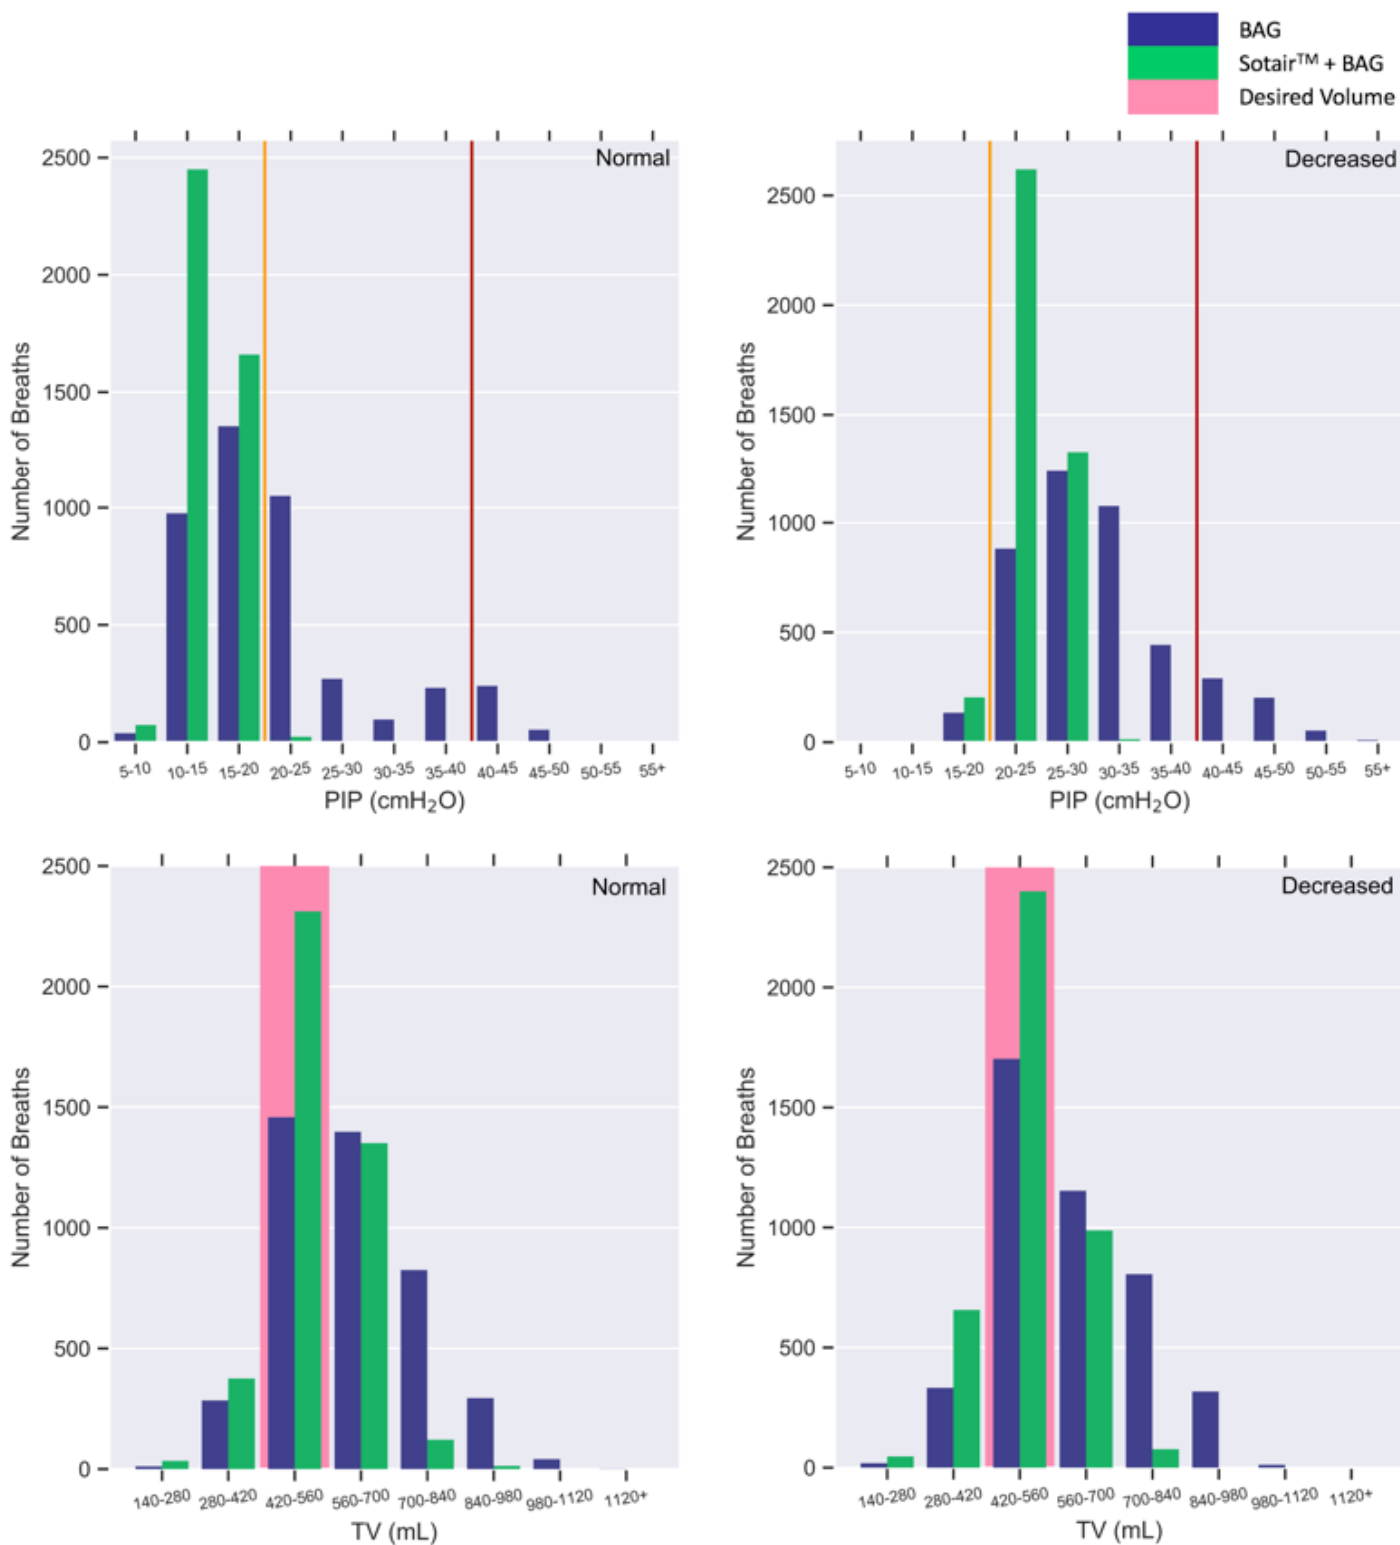 BAG
Sotair™ + BAG
Desired Volume
Normal
2500
2000
1500
1000
500
0
Number of Breaths
5-10 10-15 15-20 20-25 25-30 30-35 35-40 40-45 45-50 50-55 55+
PIP (cmH₂O)
Decreased
2500
2000
1500
1000
500
0
Number of Breaths
5-10 10-15 15-20 20-25 25-30 30-35 35-40 40-45 45-50 50-55 55+
PIP (cmH₂O)
Normal
2500
2000
1500
1000
500
0
Number of Breaths
140-280 280-420 420-560 560-700 700-840 840-980 980-1120 1120+
TV (mL)
Decreased
2500
2000
1500
1000
500
0
Number of Breaths
140-280 280-420 420-560 560-700 700-840 840-980 980-1120 1120+
TV (mL)